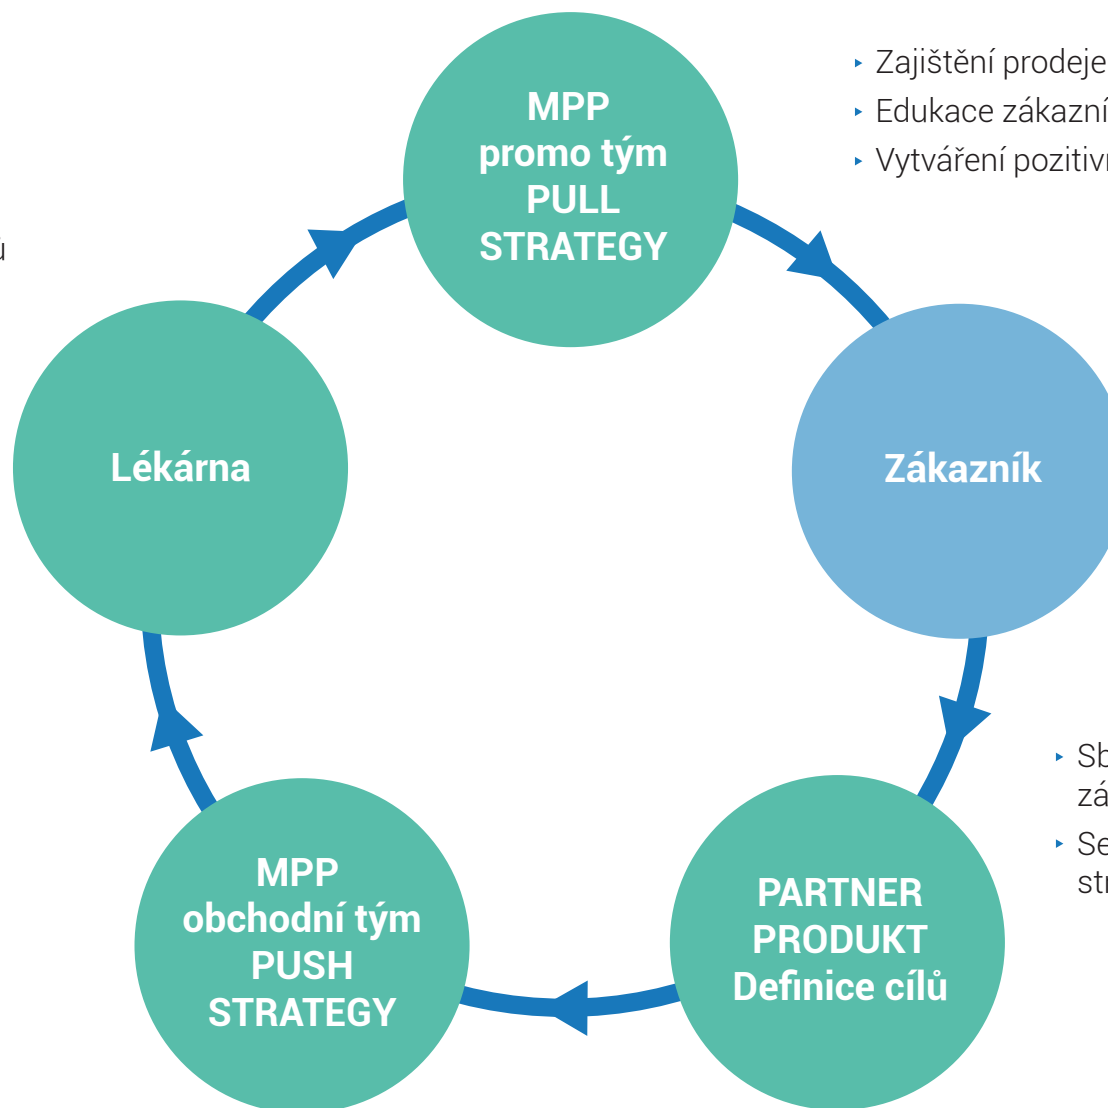 MPP
promo tým
PULL
STRATEGY
Zajištění prodeje
Edukace
Vytváření
Lékárna
Zákazník
MPP
obchodní tým
PUSH
STRATEGY
PARTNER
PRODUKT
Definice cílů